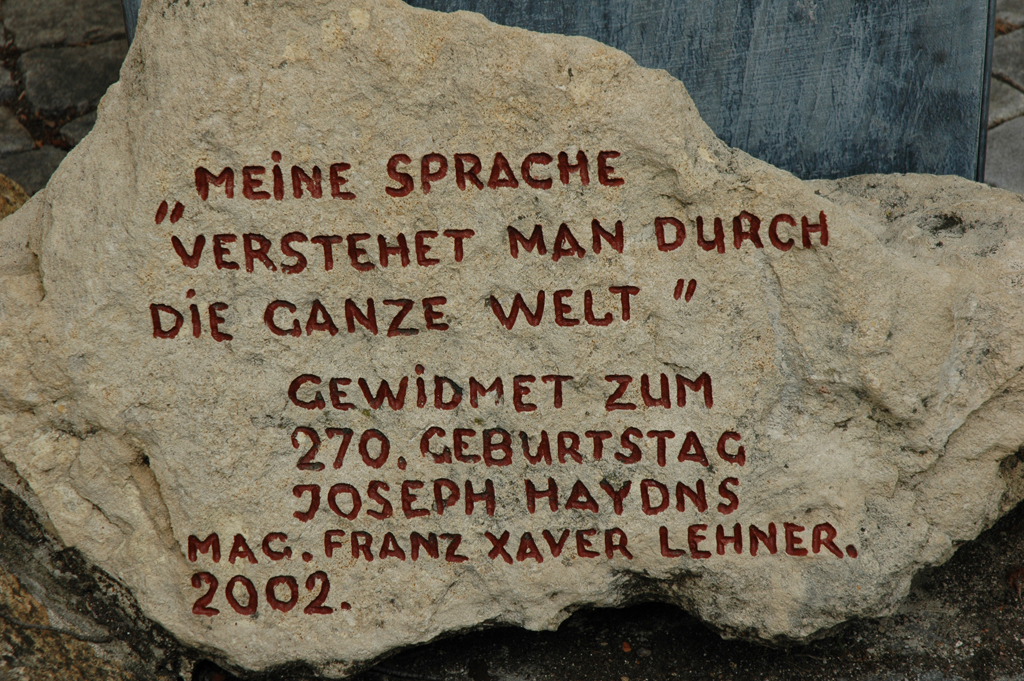 MEiNE SPRACHE
"VERSTEHET MAN DURCH
DiE GANZE WELT"
GEWiDMET ZUM
270. GEBURTSTAG
JOSEPH HAYDNS
MAG. FRANZ XAVER LEHNER.
2002.